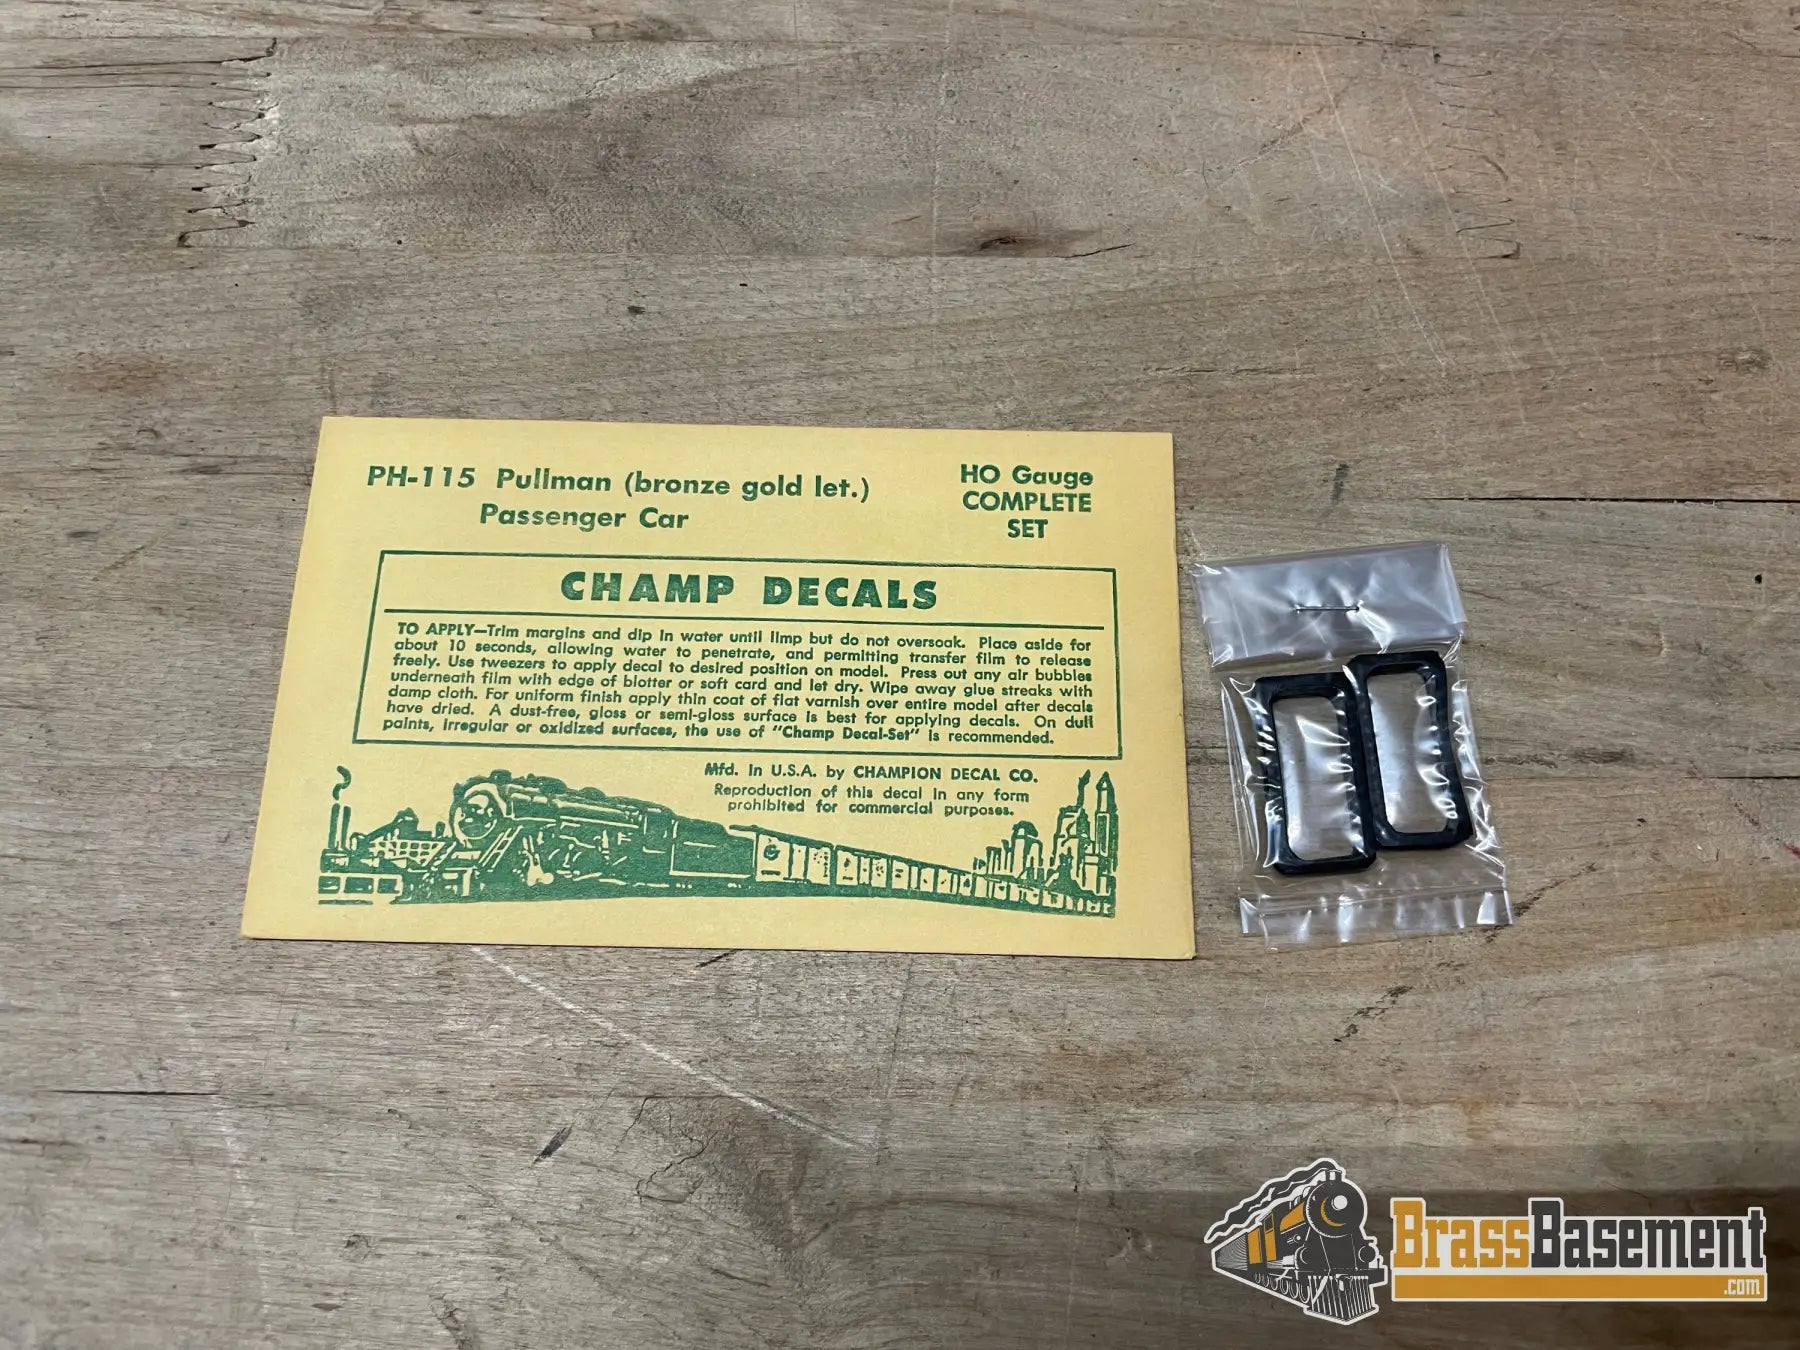 PH-115 Pullman (bronze gold let.)
Passenger Car
HO Gauge
COMPLETE
SET
CHAMP DECALS
TO APPLY—Trim margins and dip in water until limp but do not oversoak. Place aside for
about 10 seconds, allowing water to penetrate, and permitting transfer film to release
freely. Use tweezers to apply decal to desired position on model. Press out any air bubbles
underneath film with edge of blotter or soft card and let dry. Wipe away glue streaks with
damp cloth. For uniform finish apply thin coat of flat varnish over entire model after decals
have dried. A dust-free, gloss or semi-gloss surface is best for applying decals. On dull
paints, irregular or oxidized surfaces, the use of "Champ Decal-Set" is recommended.
Mfd. in U.S.A. by CHAMPION DECAL CO.
Reproduction of this decal in any form
prohibited for commercial purposes.
BrassBasement
.com